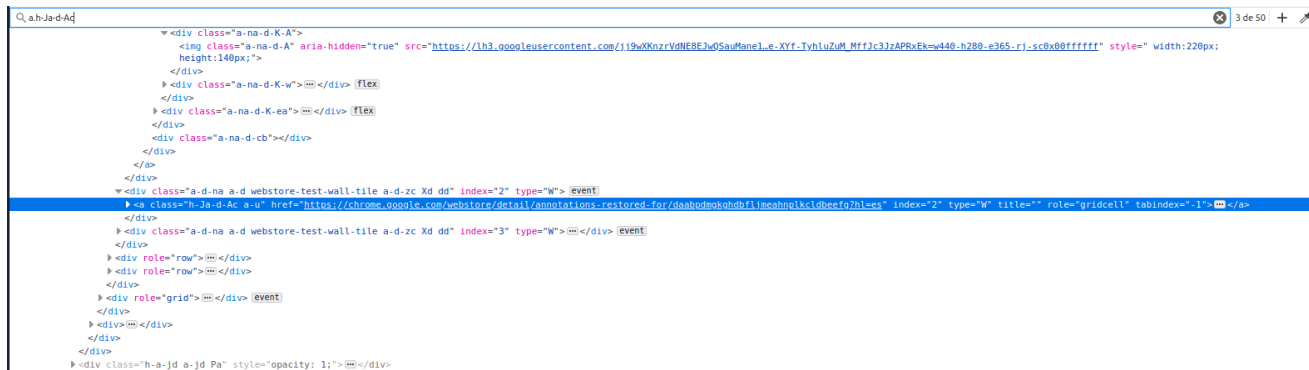 a.h-Ja-d-Ac 3 de 50
<div class="a-na-d-K-A">
<img class="a-na-d-A" aria-hidden="true" src="https://lh3.googleusercontent.com/jj9wXKnzrVdNE8EJwQSauMane1…e-XYf-TyhluZuM_MffJc3JzAPRxEk=w440-h280-e365-rj-sc0x00ffffff" style=" width:220px;
height:140px;">
</div>
<div class="a-na-d-K-w"></div> flex
</div>
<div class="a-na-d-K-ea"></div> flex
</div>
<div class="a-na-d-cb"></div>
</div>
</a>
</div>
<div class="a-d-na a-d webstore-test-wall-tile a-d-zc Xd dd" index="2" type="W"> event
<a class="h-Ja-d-Ac a-u" href="https://chrome.google.com/webstore/detail/annotations-restored-for/daabpdmgkghdbfljmeahnplkcldbeefg?hl=es" index="2" type="W" title="" role="gridcell" tabindex="-1"></a>
</div>
<div class="a-d-na a-d webstore-test-wall-tile a-d-zc Xd dd" index="3" type="W"></div> event
</div>
<div role="row"></div>
<div role="row"></div>
</div>
<div role="grid"></div> event
</div>
<div></div>
</div>
</div>
<div class="h-a-jd a-jd Pa" style="opacity: 1;"></div>